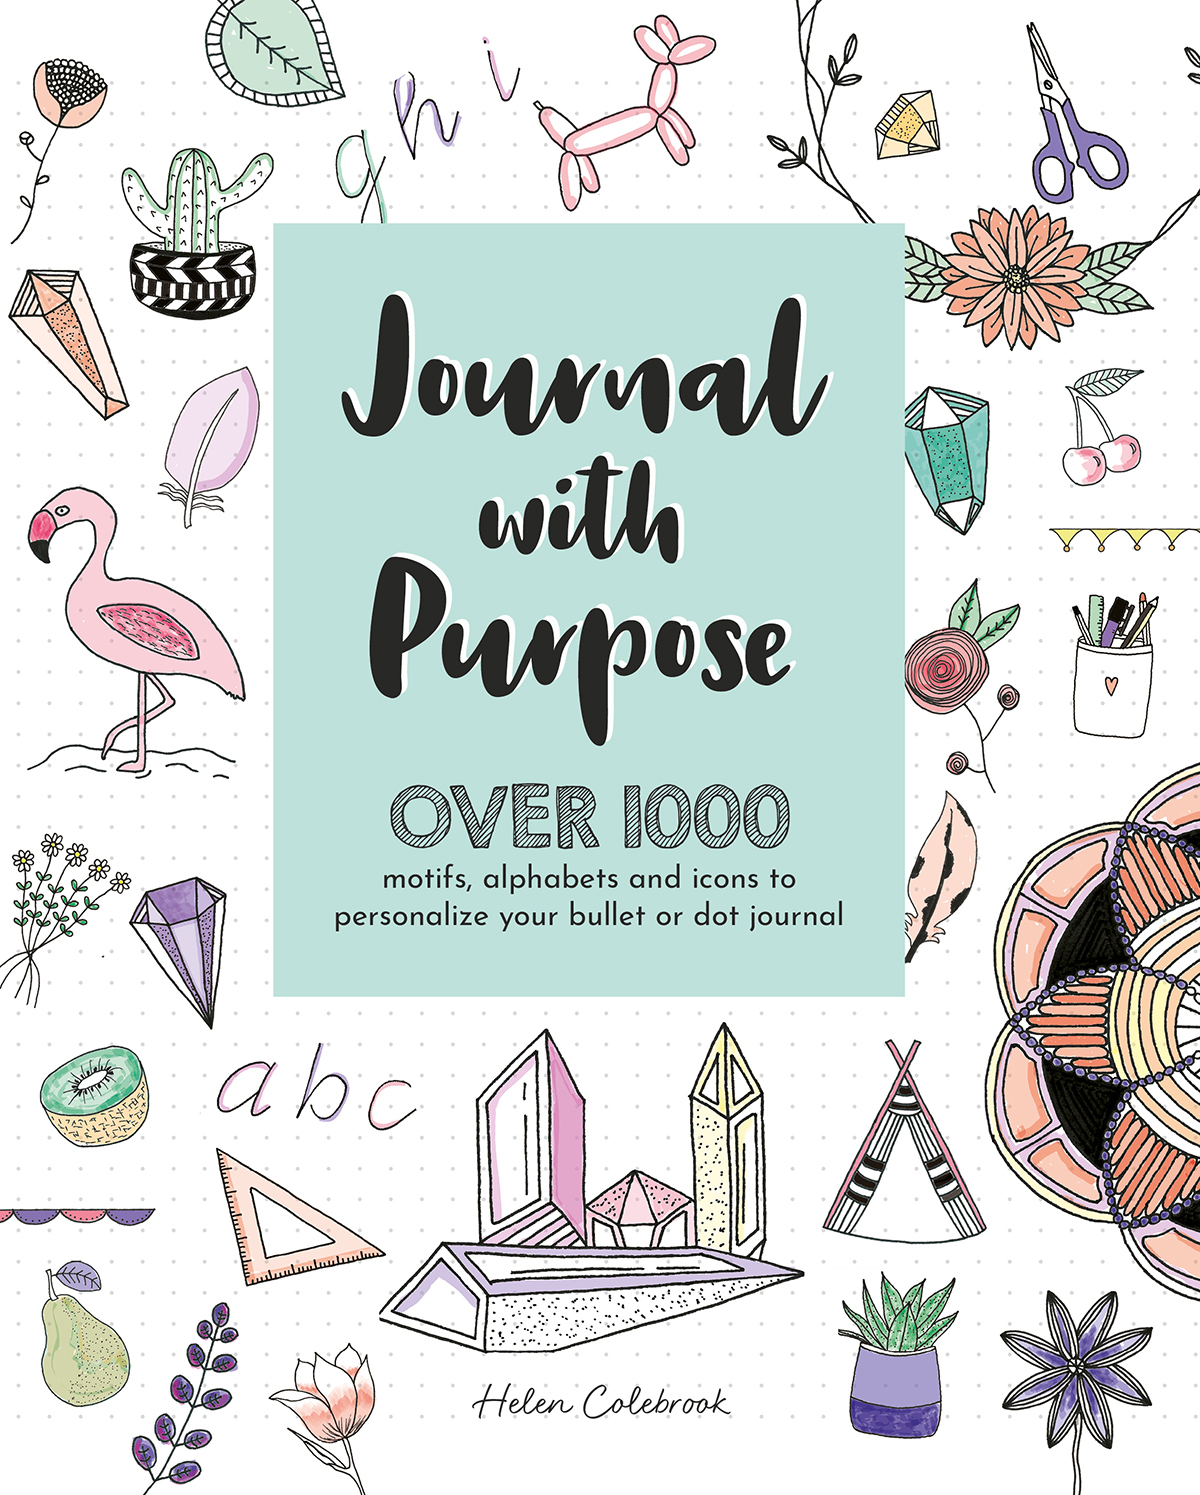 g h i
Journal
with
Purpose
OVER 1000
motifs, alphabets and icons to
personalize your bullet or dot journal
a b c
Helen Colebrook